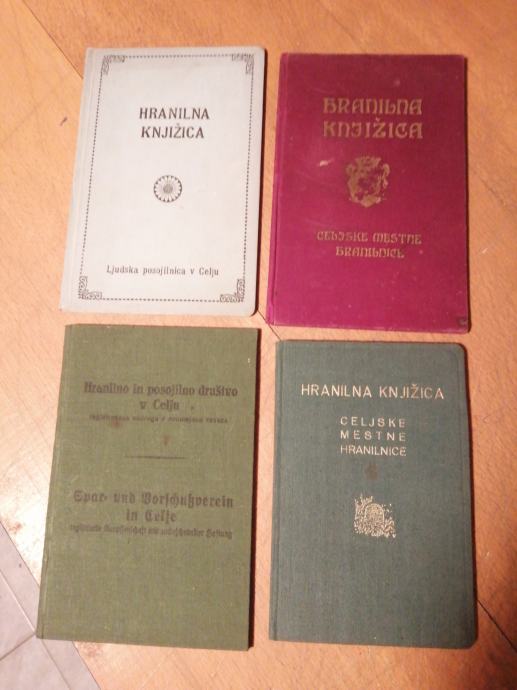 HRANILNA
KNJIŽICA
Ljudska posojilnica v Celju
HRANILNA
KNJIŽICA
CELJSKE MESTNE
HRANILNICE
Hranilno in posojilno društvo
v Celju
Spar- und Vorschußverein
in Celje
HRANILNA KNJIŽICA
CELJSKE
MESTNE
HRANILNICE